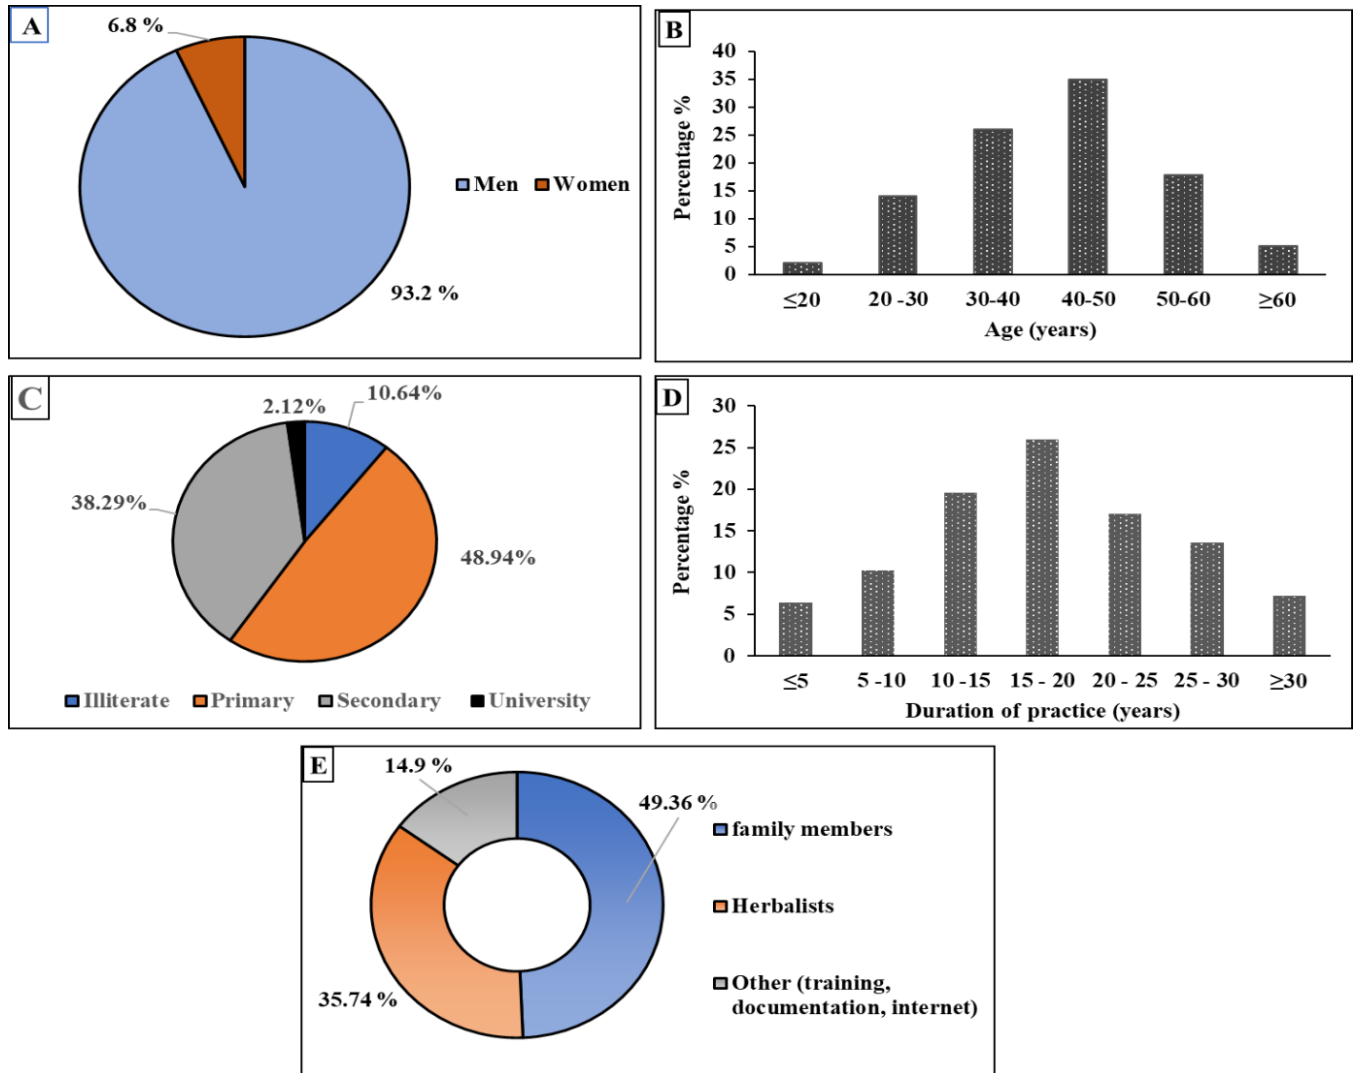 A
6.8 %
Men Women
93.2 %
B
Percentage %
40
35
30
25
20
15
10
5
0
≤20 20 -30 30-40 40-50 50-60 ≥60
Age (years)
C
2.12%
10.64%
38.29%
48.94%
Illiterate Primary Secondary University
D
Percentage %
30
25
20
15
10
5
0
≤5 5 -10 10 -15 15 - 20 20 - 25 25 - 30 ≥30
Duration of practice (years)
E
14.9 %
49.36 %
family members
Herbalists
35.74 %
Other (training,
documentation, internet)